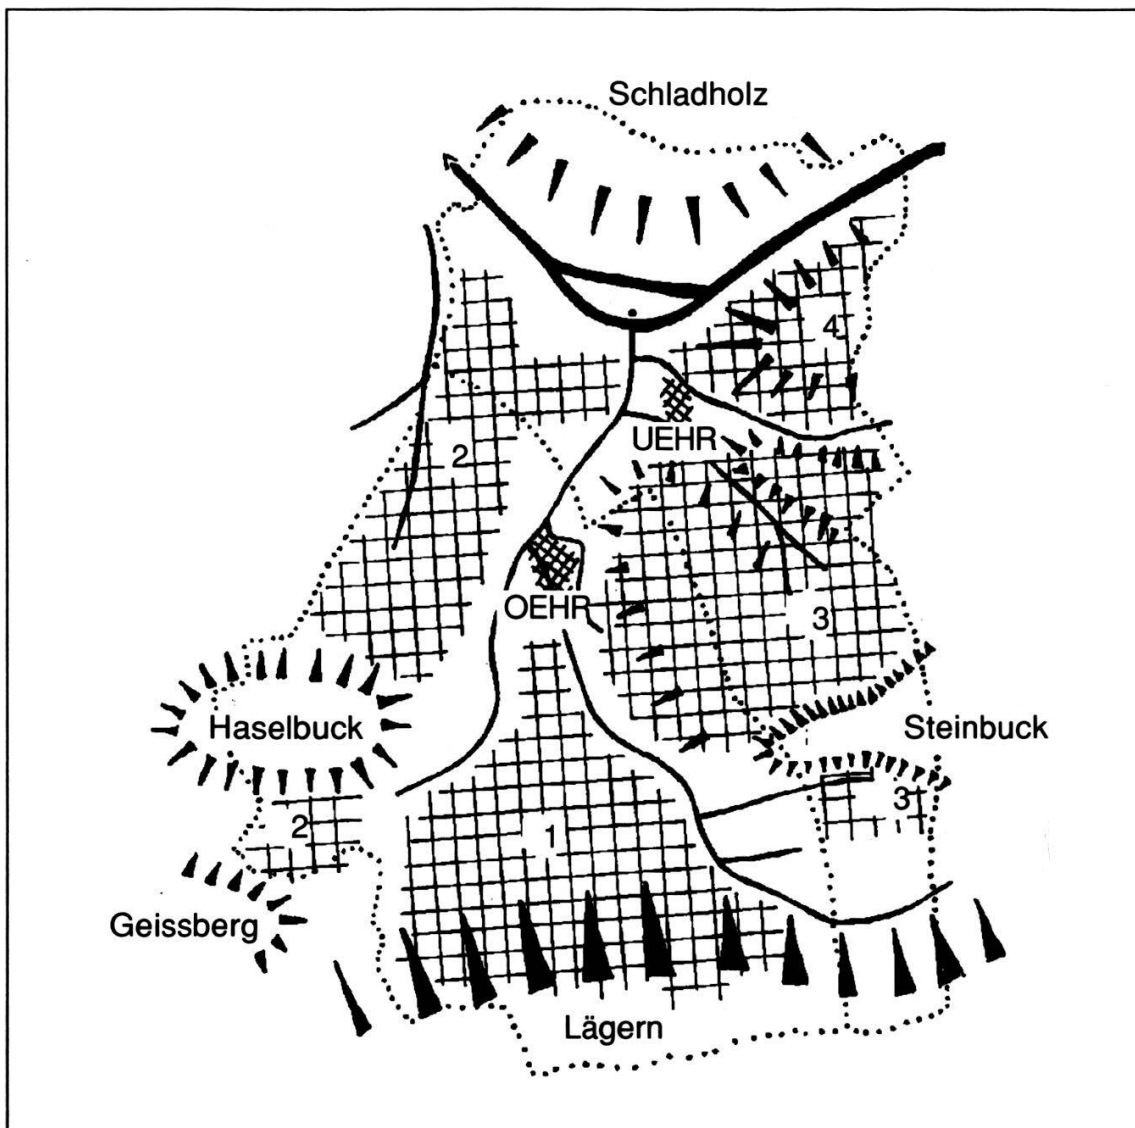 Schladholz
4
UEHR
2
OEHR
3
Haselbuck
Steinbuck
3
2
1
Geissberg
Lägern